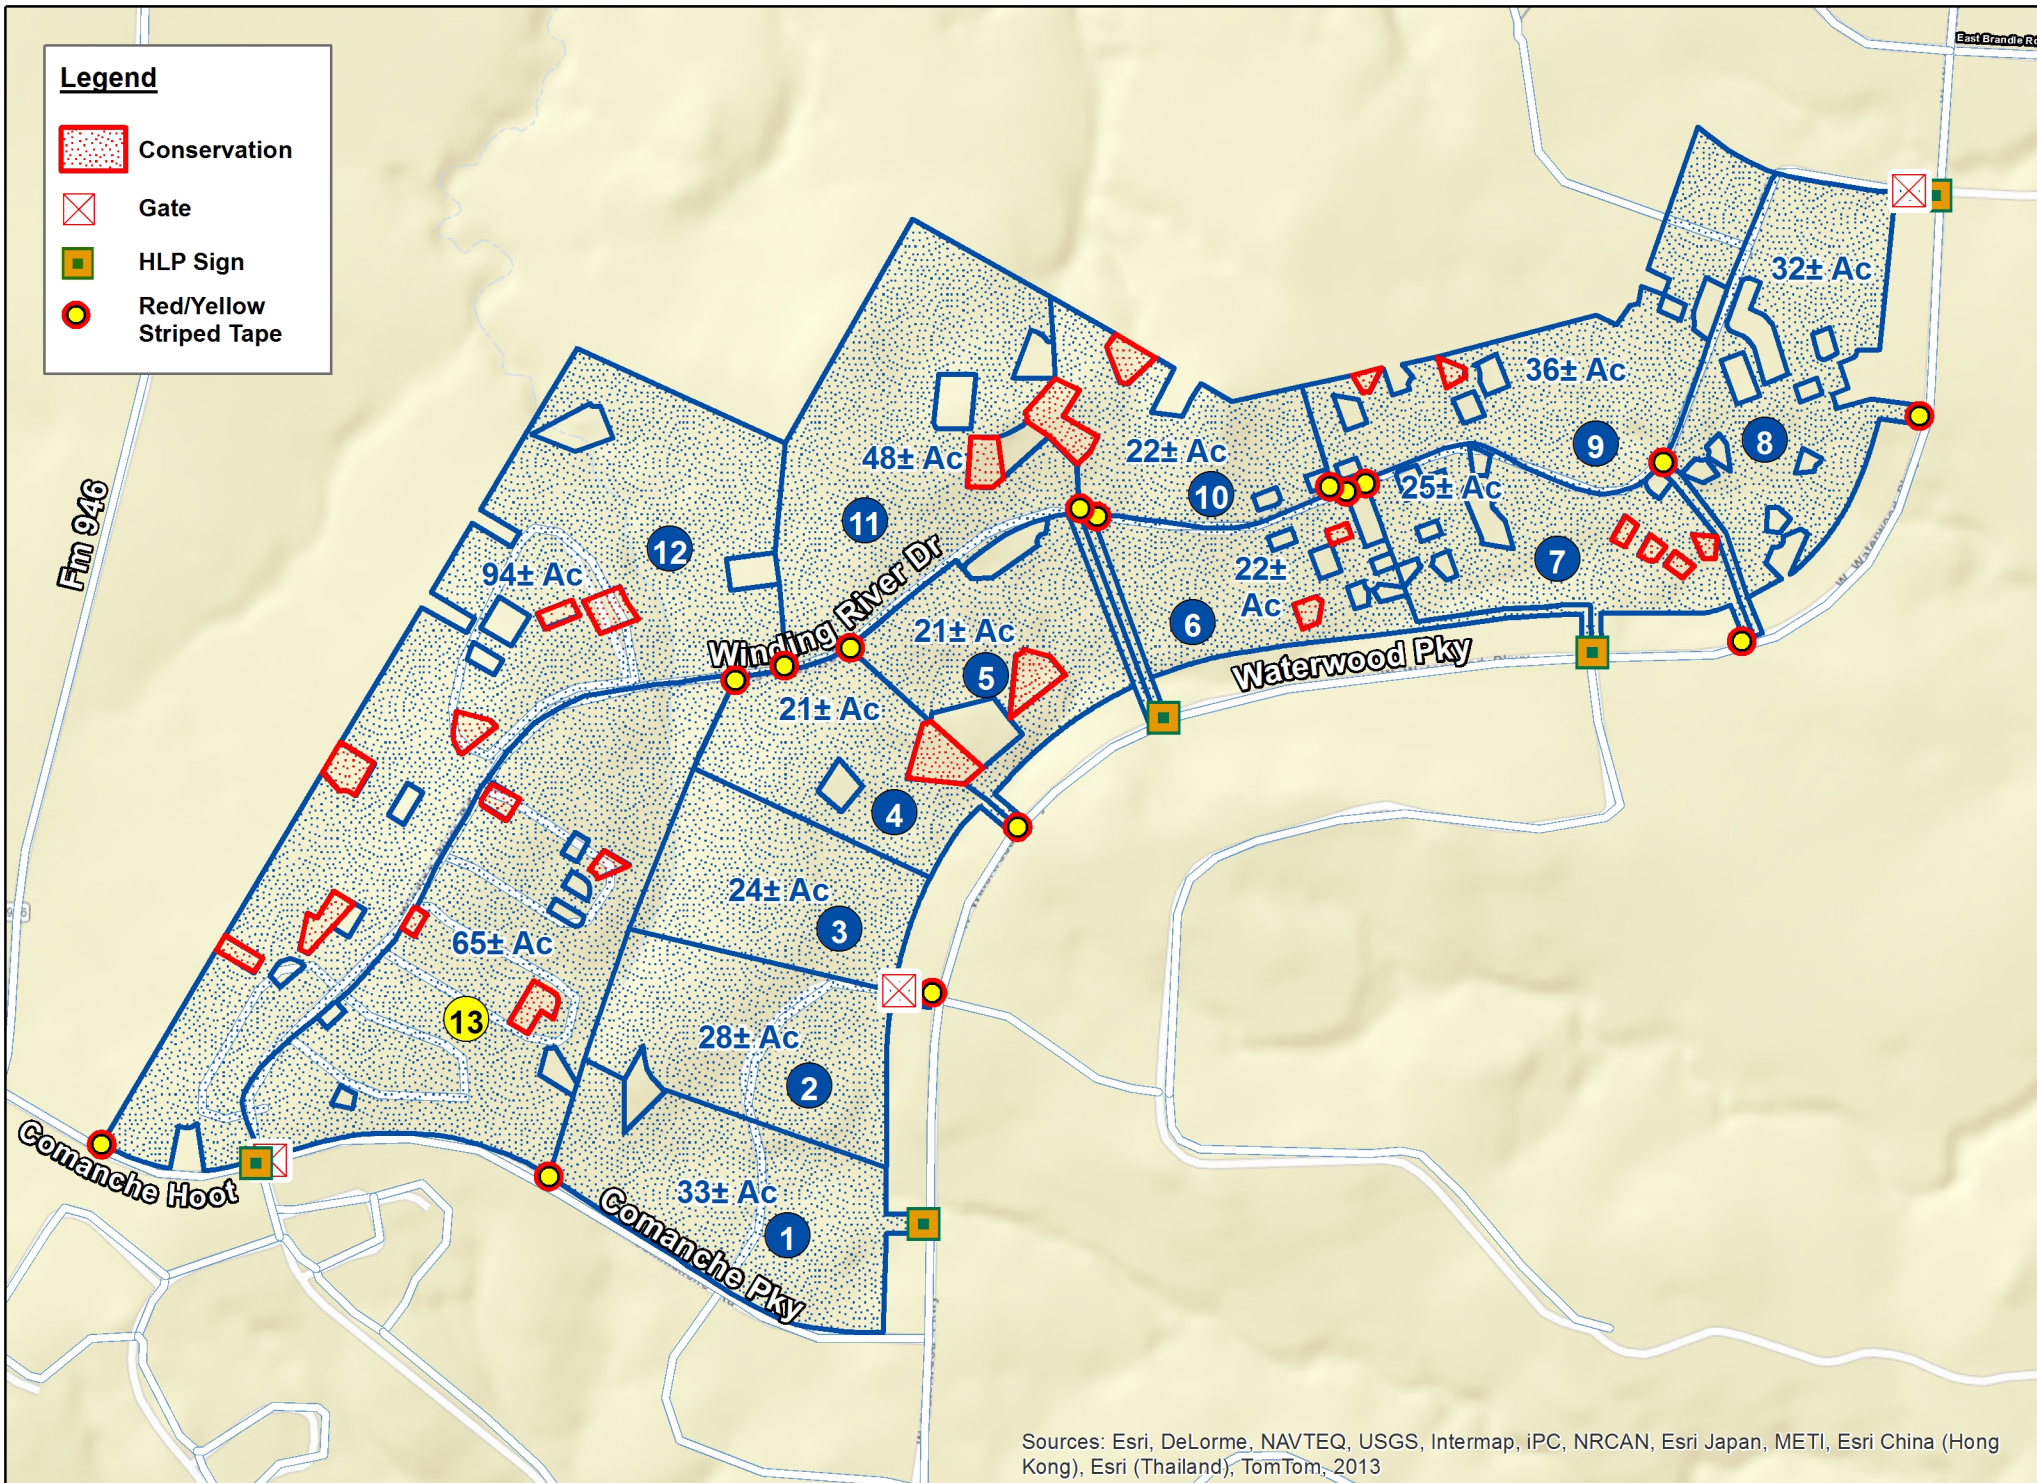 Legend
Conservation
Gate
HLP Sign
Red/Yellow
Striped Tape
East Brandle Ro
32± Ac
36± Ac
9
8
48± Ac
22± Ac
10
25± Ac
11
12
Fm 946
94± Ac
7
22±
Ac
6
Winding River Dr
21± Ac
5
Waterwood Pky
W. Waterwood
21± Ac
4
24± Ac
3
65± Ac
13
28± Ac
2
33± Ac
1
Comanche Hoot
Comanche Pky
Sources: Esri, DeLorme, NAVTEQ, USGS, Intermap, iPC, NRCAN, Esri Japan, METI, Esri China (Hong
Kong), Esri (Thailand), TomTom, 2013